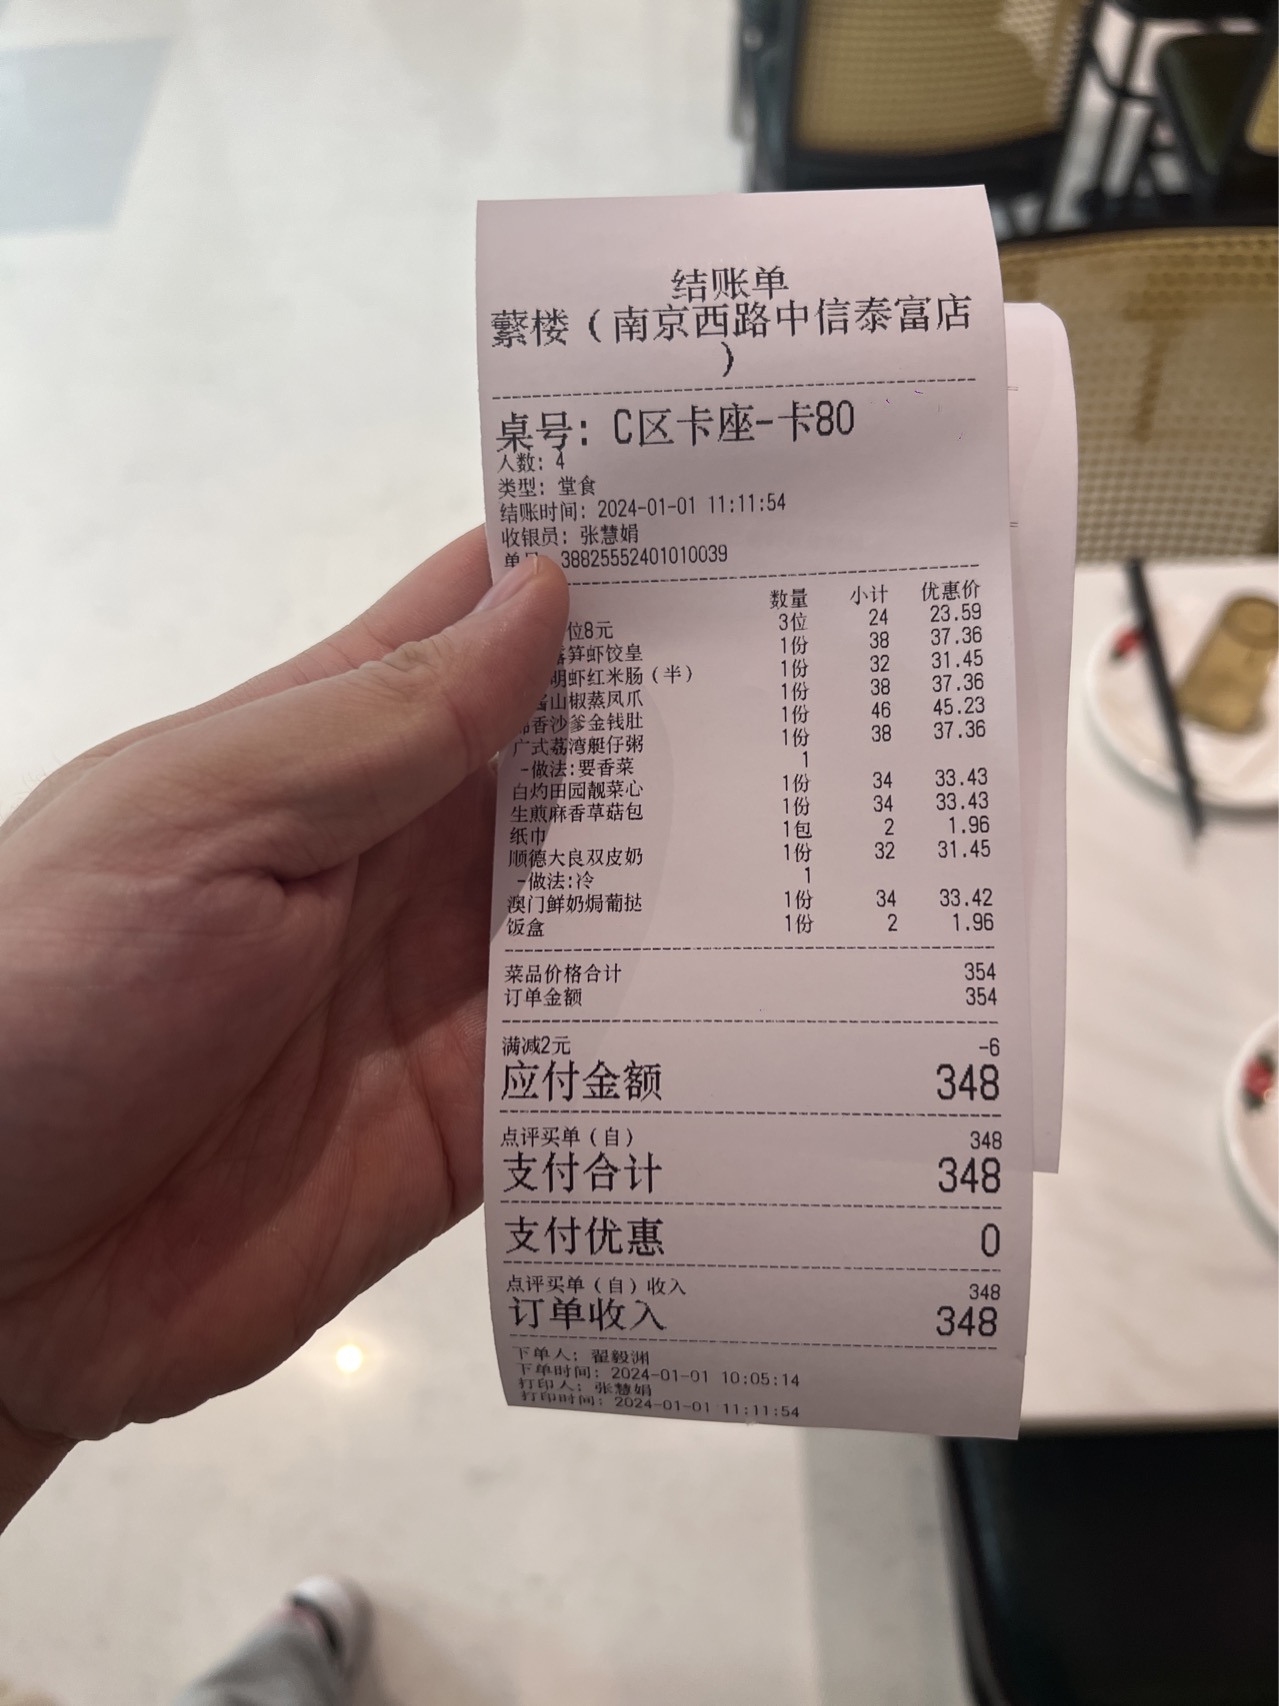 结账单
蘩楼（南京西路中信泰富店
）
桌号: C区卡座-卡80
人数: 4
类型: 堂食
结账时间: 2024-01-01 11:11:54
收银员: 张慧娟
单号: 38825552401010039
数量 小计 优惠价
位8元 3位 24 23.59
笋虾饺皇 1份 38 37.36
明虾红米肠（半） 1份 32 31.45
山椒蒸凤爪 1份 38 37.36
香沙爹金钱肚 1份 46 45.23
广式荔湾艇仔粥 1份 38 37.36
-做法:要香菜 1
白灼田园靓菜心 1份 34 33.43
生煎麻香草菇包 1份 34 33.43
纸巾 1包 2 1.96
顺德大良双皮奶 1份 32 31.45
-做法:冷 1
澳门鲜奶焗葡挞 1份 34 33.42
饭盒 1份 2 1.96
菜品价格合计 354
订单金额 354
满减2元 -6
应付金额 348
点评买单（自） 348
支付合计 348
支付优惠 0
点评买单（自）收入 348
订单收入 348
下单人: 翟毅渊
下单时间: 2024-01-01 10:05:14
打印人: 张慧娟
打印时间: 2024-01-01 11:11:54